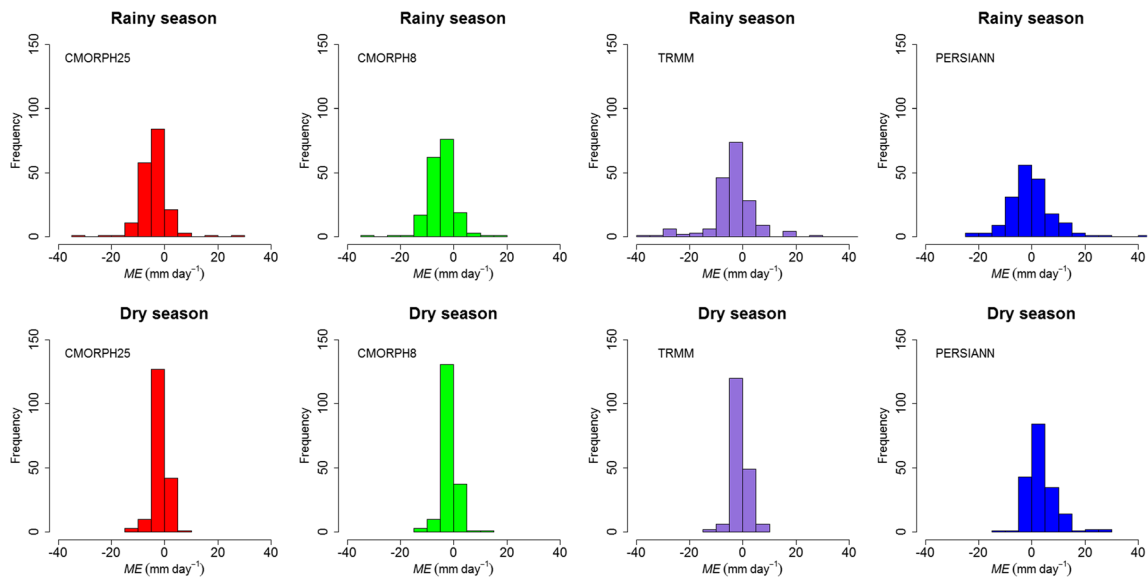 Rainy season
Rainy season
Rainy season
Rainy season
CMORPH25
CMORPH8
TRMM
PERSIANN
Frequency
0 50 100 150
Frequency
0 50 100 150
Frequency
0 50 100 150
Frequency
0 50 100 150
-40 -20 0 20 40
-40 -20 0 20 40
-40 -20 0 20 40
-40 -20 0 20 40
ME (mm day⁻¹)
ME (mm day⁻¹)
ME (mm day⁻¹)
ME (mm day⁻¹)
Dry season
Dry season
Dry season
Dry season
CMORPH25
CMORPH8
TRMM
PERSIANN
Frequency
0 50 100 150
Frequency
0 50 100 150
Frequency
0 50 100 150
Frequency
0 50 100 150
-40 -20 0 20 40
-40 -20 0 20 40
-40 -20 0 20 40
-40 -20 0 20 40
ME (mm day⁻¹)
ME (mm day⁻¹)
ME (mm day⁻¹)
ME (mm day⁻¹)